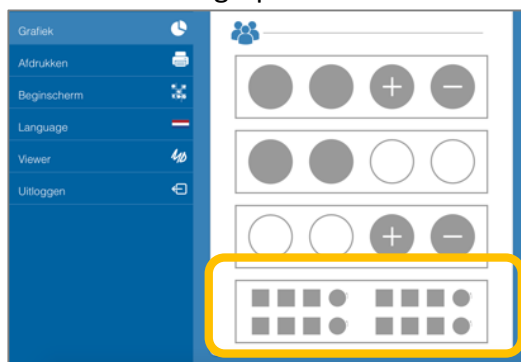 Grafiek
Afdrukken
Beginscherm
Language
Viewer
Uitloggen